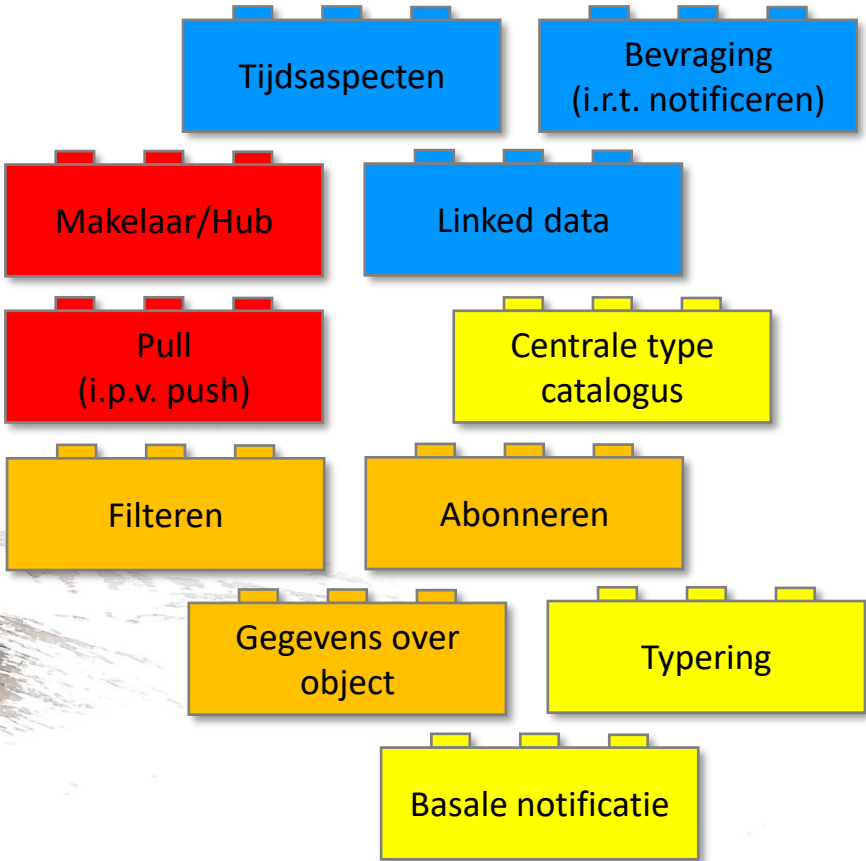 Tijdsaspecten
Bevraging
(i.r.t. notificeren)
Makelaar/Hub
Linked data
Pull
(i.p.v. push)
Centrale type
catalogus
Filteren
Abonneren
Gegevens over
object
Typering
Basale notificatie